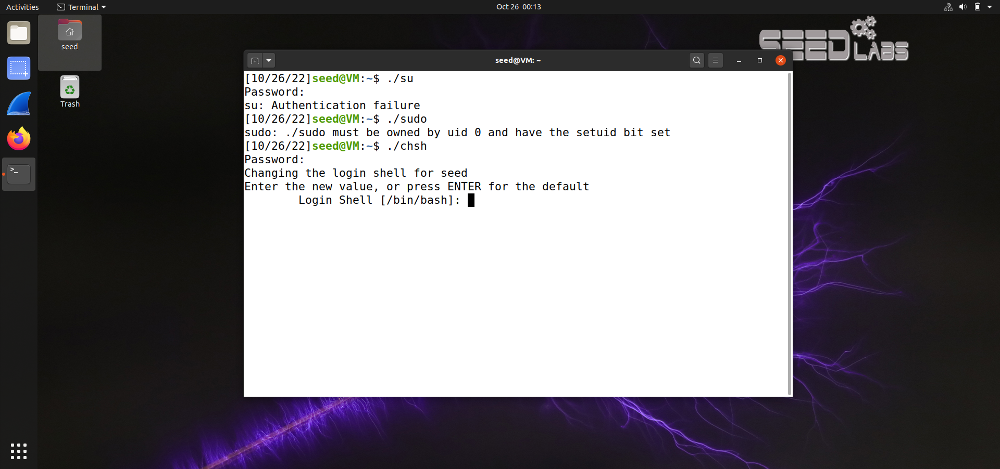 Activities
Terminal
Oct 26 00:13
seed
Trash
SEED
LABS
seed@VM: ~
[10/26/22]seed@VM:~$ ./su
Password:
su: Authentication failure
[10/26/22]seed@VM:~$ ./sudo
sudo: ./sudo must be owned by uid 0 and have the setuid bit set
[10/26/22]seed@VM:~$ ./chsh
Password:
Changing the login shell for seed
Enter the new value, or press ENTER for the default
        Login Shell [/bin/bash]: